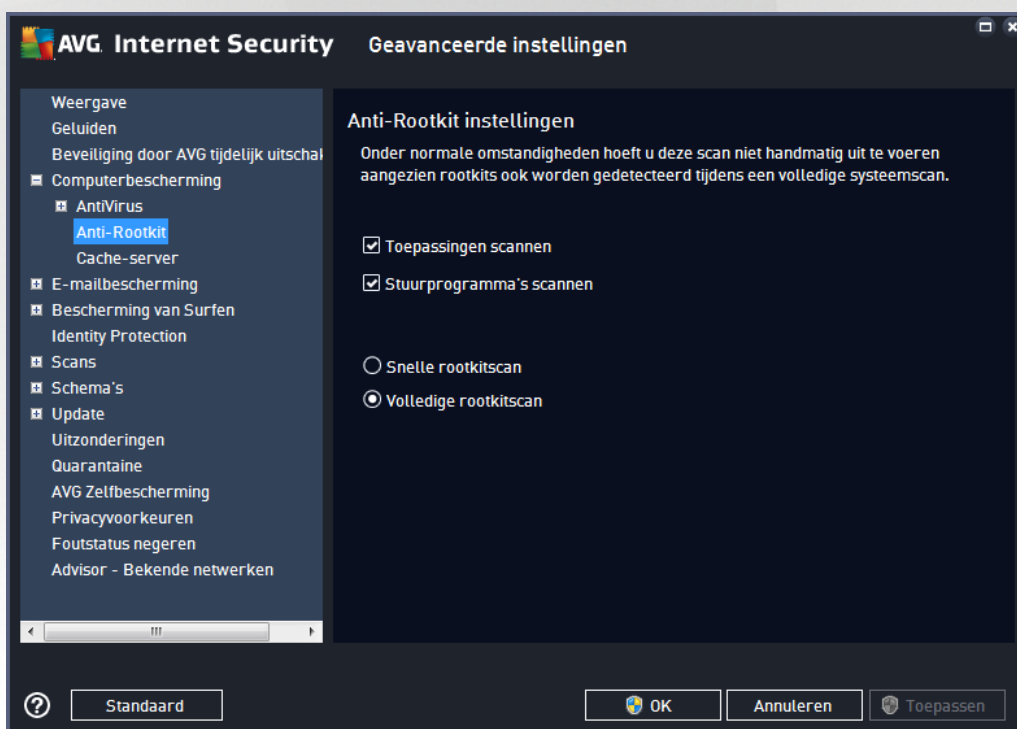 AVG. Internet Security
Geavanceerde instellingen
Weergave
Geluiden
Beveiliging door AVG tijdelijk uitschal
Computerbescherming
AntiVirus
Anti-Rootkit
Cache-server
E-mailbescherming
Bescherming van Surfen
Identity Protection
Scans
Schema's
Update
Uitzonderingen
Quarantaine
AVG Zelfbescherming
Privacyvoorkeuren
Foutstatus negeren
Advisor - Bekende netwerken
Anti-Rootkit instellingen
Onder normale omstandigheden hoeft u deze scan niet handmatig uit te voeren
aangezien rootkits ook worden gedetecteerd tijdens een volledige systeemscan.
Toepassingen scannen
Stuurprogramma's scannen
Snelle rootkitscan
Volledige rootkitscan
?
Standaard
OK
Annuleren
Toepassen